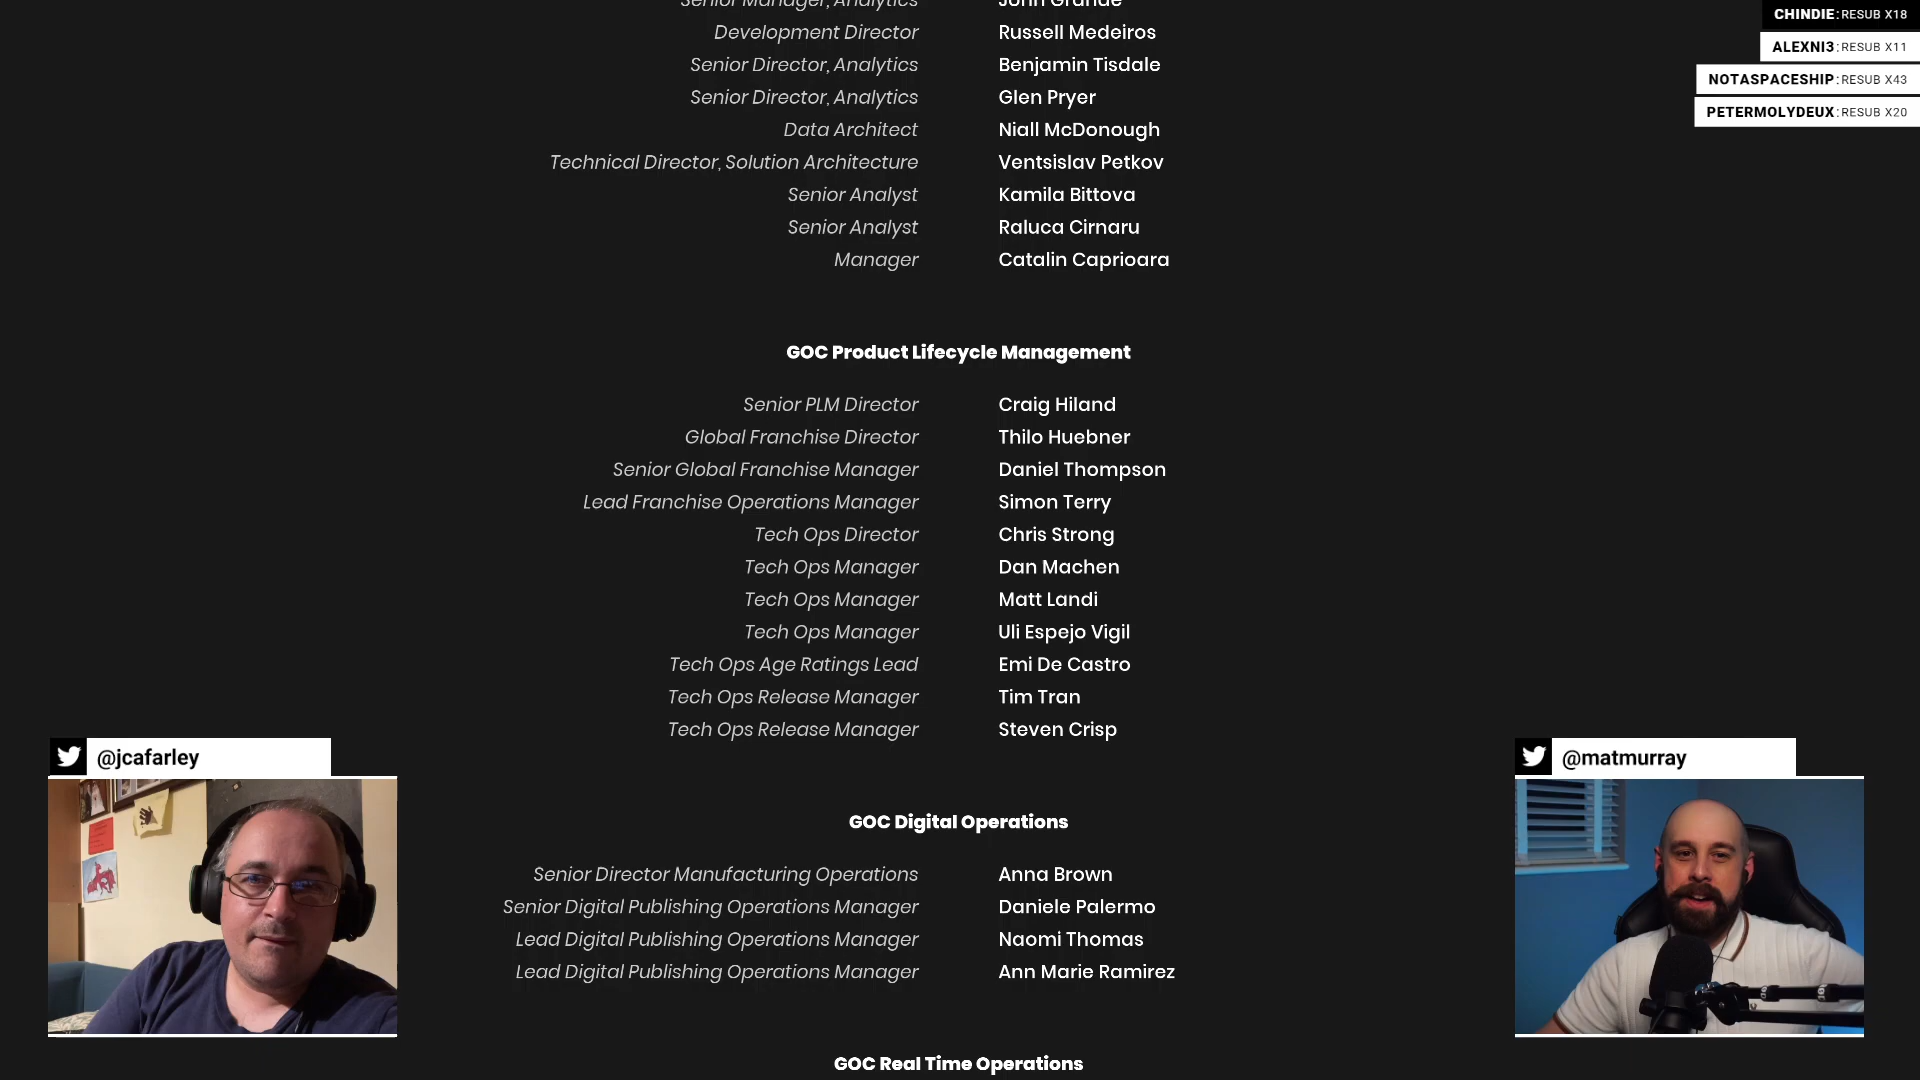 Senior Manager, Analytics John Grande
Development Director Russell Medeiros
Senior Director, Analytics Benjamin Tisdale
Senior Director, Analytics Glen Pryer
Data Architect Niall McDonough
Technical Director, Solution Architecture Ventsislav Petkov
Senior Analyst Kamila Bittova
Senior Analyst Raluca Cirnaru
Manager Catalin Caprioara
GOC Product Lifecycle Management
Senior PLM Director Craig Hiland
Global Franchise Director Thilo Huebner
Senior Global Franchise Manager Daniel Thompson
Lead Franchise Operations Manager Simon Terry
Tech Ops Director Chris Strong
Tech Ops Manager Dan Machen
Tech Ops Manager Matt Landi
Tech Ops Manager Uli Espejo Vigil
Tech Ops Age Ratings Lead Emi De Castro
Tech Ops Release Manager Tim Tran
Tech Ops Release Manager Steven Crisp
GOC Digital Operations
Senior Director Manufacturing Operations Anna Brown
Senior Digital Publishing Operations Manager Daniele Palermo
Lead Digital Publishing Operations Manager Naomi Thomas
Lead Digital Publishing Operations Manager Ann Marie Ramirez
GOC Real Time Operations
CHINDIE: RESUB X18
ALEXNI3: RESUB X11
NOTASPACESHIP: RESUB X43
PETERMOLYDEUX: RESUB X20
@jcafarley
@matmurray